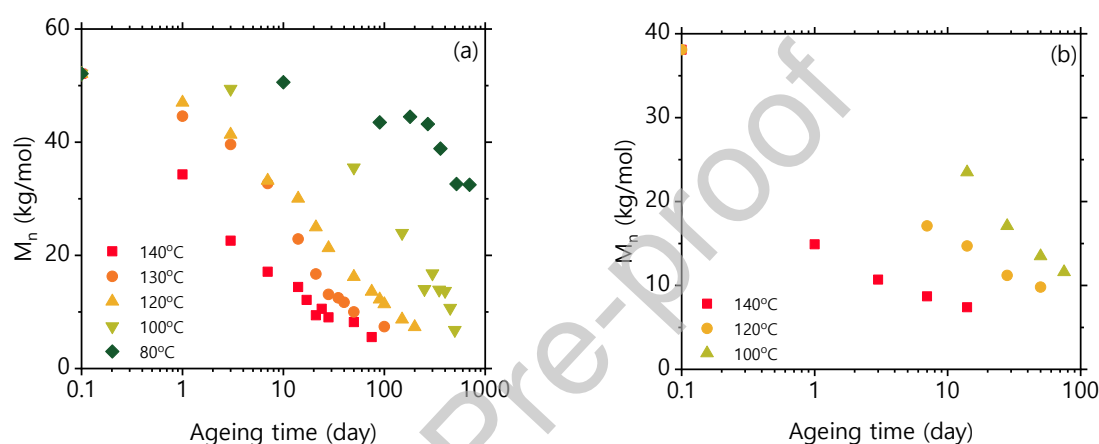 60
40
20
0
0.1
1
10
100
1000
Mn (kg/mol)
Ageing time (day)
(a)
140°C
130°C
120°C
100°C
80°C
40
30
20
10
0
0.1
1
10
100
Mn (kg/mol)
Ageing time (day)
(b)
140°C
120°C
100°C
Pre-proof